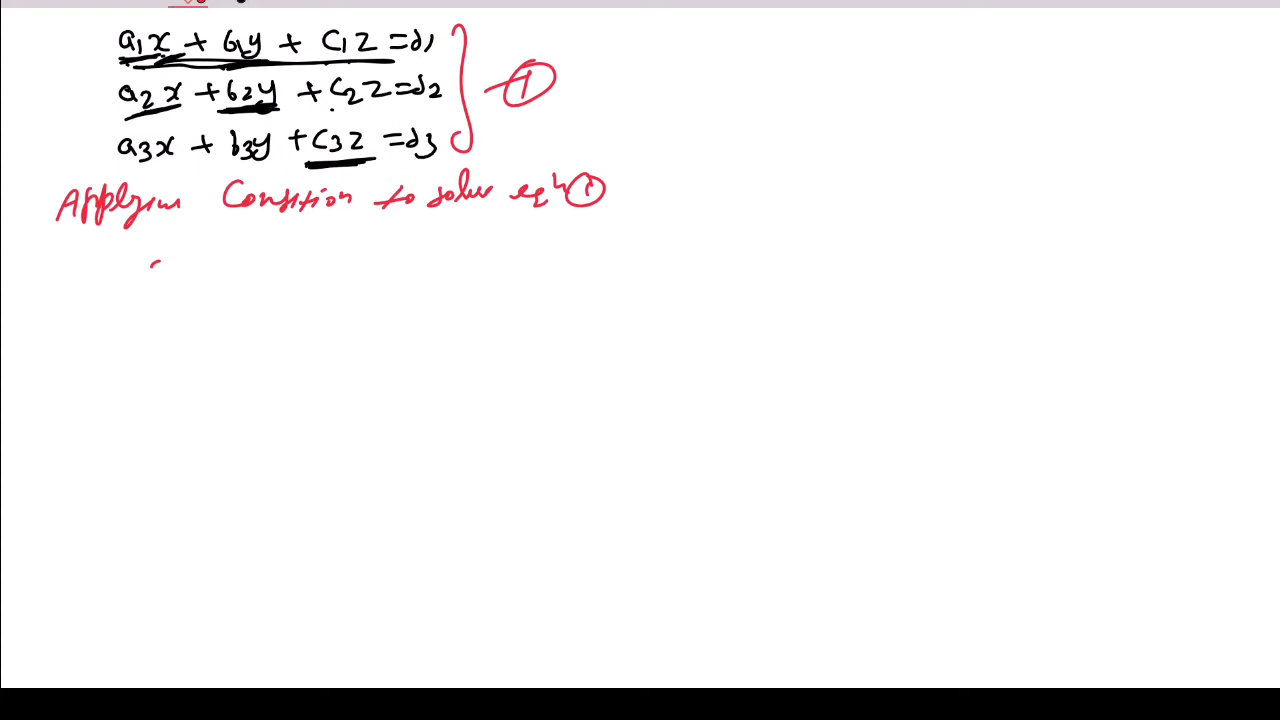 a1x + b1y + c1z = d1
a2x + b2y + c2z = d2
a3x + b3y + c3z = d3
①
Applying Condition to solve eqn ①